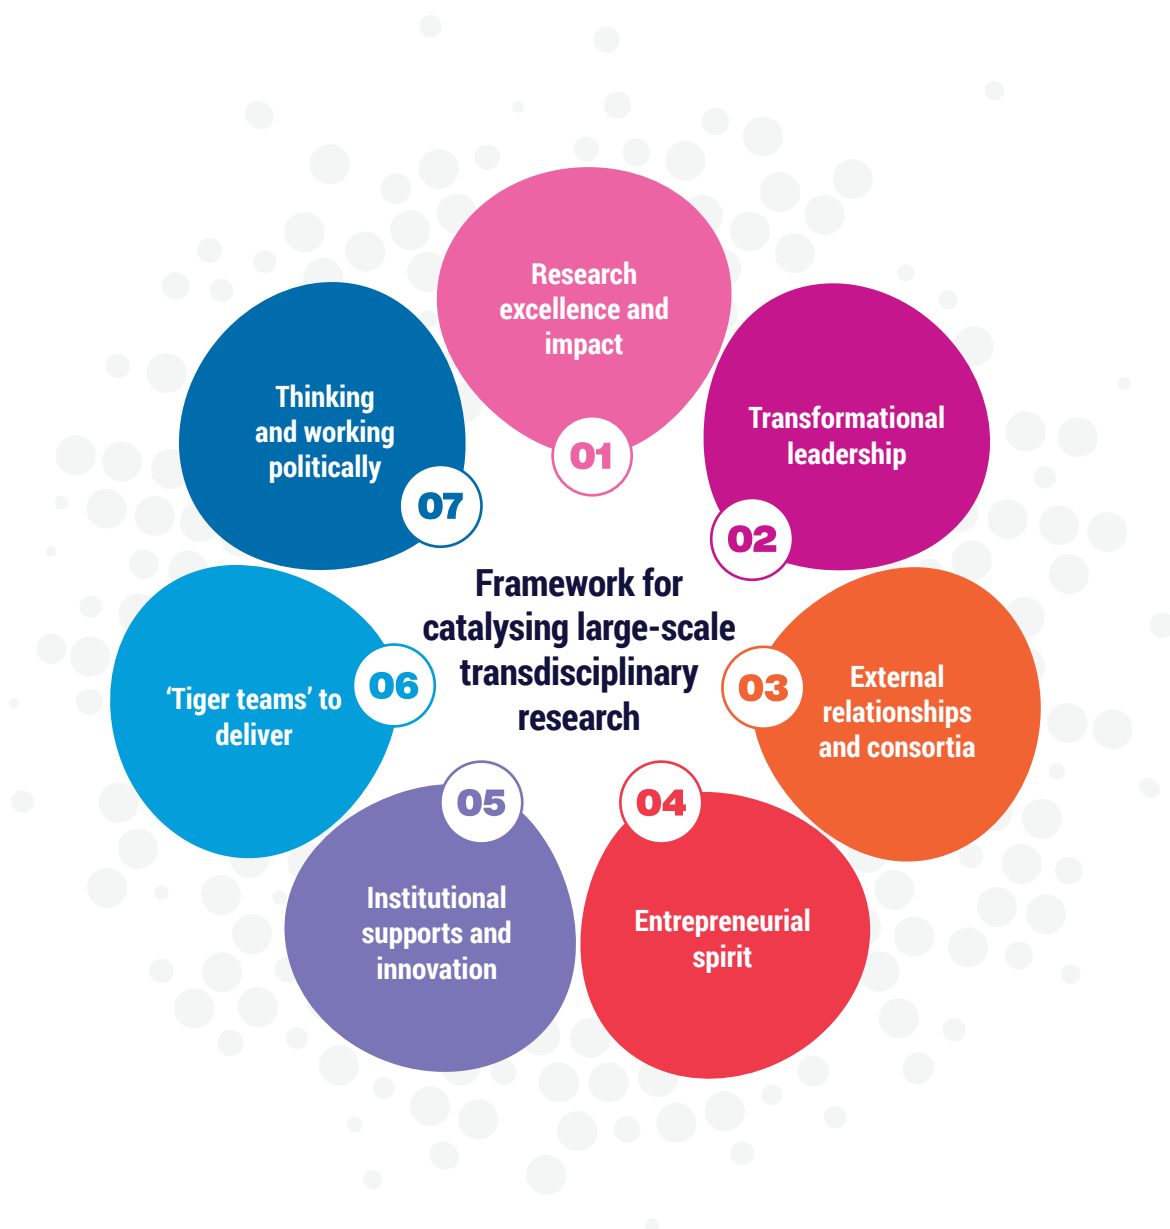 Framework for
catalysing large-scale
transdisciplinary
research
Research
excellence and
impact
01
Transformational
leadership
02
External
relationships
and consortia
03
Entrepreneurial
spirit
04
Institutional
supports and
innovation
05
‘Tiger teams’ to
deliver
06
Thinking
and working
politically
07